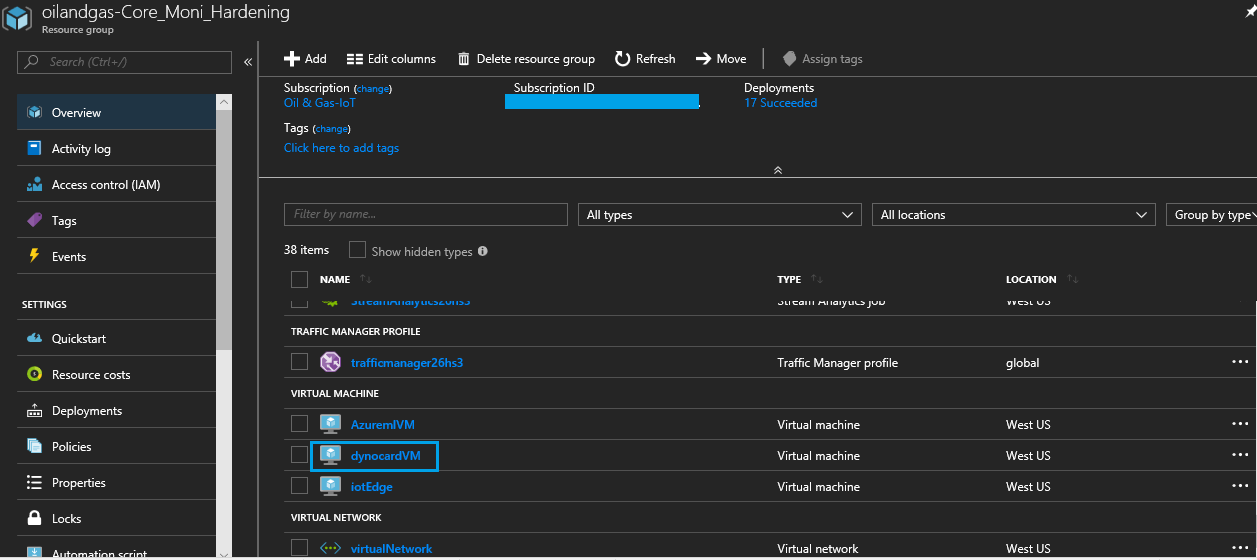 oilandgas-Core_Moni_Hardening
Resource group
Search (Ctrl+/)
Overview
Activity log
Access control (IAM)
Tags
Events
SETTINGS
Quickstart
Resource costs
Deployments
Policies
Properties
Locks
Automation script
Add Edit columns Delete resource group Refresh Move Assign tags
Subscription (change) Subscription ID Deployments
Oil & Gas-IoT 17 Succeeded
Tags (change)
Click here to add tags
Filter by name... All types All locations Group by type
38 items Show hidden types
NAME TYPE LOCATION
StreamAnalytics26hs3 Stream Analytics job West US
TRAFFIC MANAGER PROFILE
trafficmanager26hs3 Traffic Manager profile global
VIRTUAL MACHINE
AzuremlVM Virtual machine West US
dynocardVM Virtual machine West US
iotEdge Virtual machine West US
VIRTUAL NETWORK
virtualNetwork Virtual network West US